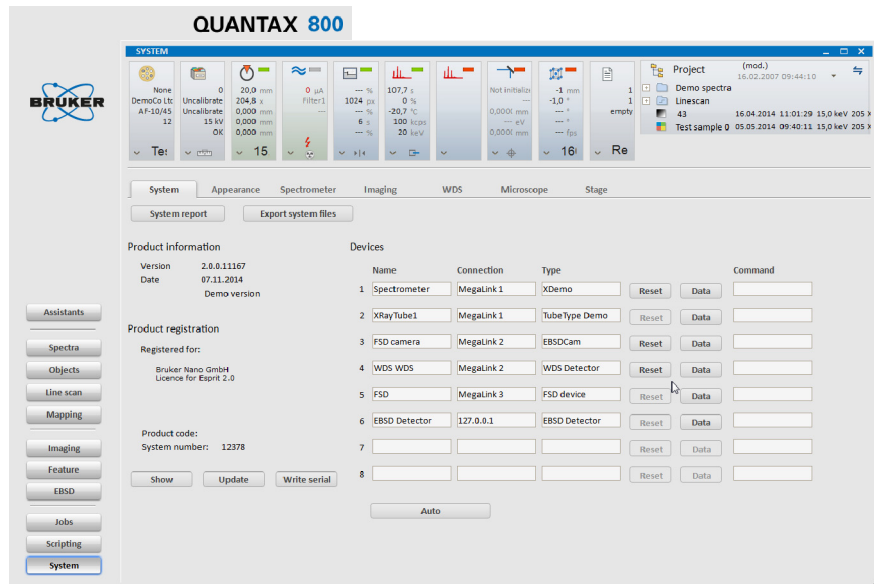 QUANTAX 800
BRUKER
SYSTEM
None
DemoCo Ltc
AF-10/45
12
Te:
0
Uncalibrate
Uncalibrate
15 kV
OK
20,0 mm
204,8 x
0,000 mm
0,000 mm
0,000 mm
15
0 µA
Filter1
---
--- %
1024 px
--- %
6 s
--- %
107,7 s
0 %
-20,7 °C
100 kcps
20 keV
Not initializ
---
0,000( mm
--- eV
0,000( mm
-1 mm
-1,0 °
--- °
--- °
--- fps
16(
1
1
empty
Re
Project
(mod.)
16.02.2007 09:44:10
Demo spectra
Linescan
43 16.04.2014 11:01:29 15,0 keV 205 X
Test sample 0 05.05.2014 09:40:11 15,0 keV 205 X
System Appearance Spectrometer Imaging WDS Microscope Stage
System report Export system files
Product information
Version 2.0.0.11167
Date 07.11.2014
Demo version
Product registration
Registered for:
Bruker Nano GmbH
Licence for Esprit 2.0
Product code:
System number: 12378
Show Update Write serial
Devices
Name Connection Type Command
1 Spectrometer MegaLink 1 XDemo Reset Data
2 XRayTube1 MegaLink 1 TubeType Demo Reset Data
3 FSD camera MegaLink 2 EBSDCam Reset Data
4 WDS WDS MegaLink 2 WDS Detector Reset Data
5 FSD MegaLink 3 FSD device Reset Data
6 EBSD Detector 127.0.0.1 EBSD Detector Reset Data
7 Reset Data
8 Reset Data
Auto
Assistants
Spectra
Objects
Line scan
Mapping
Imaging
Feature
EBSD
Jobs
Scripting
System